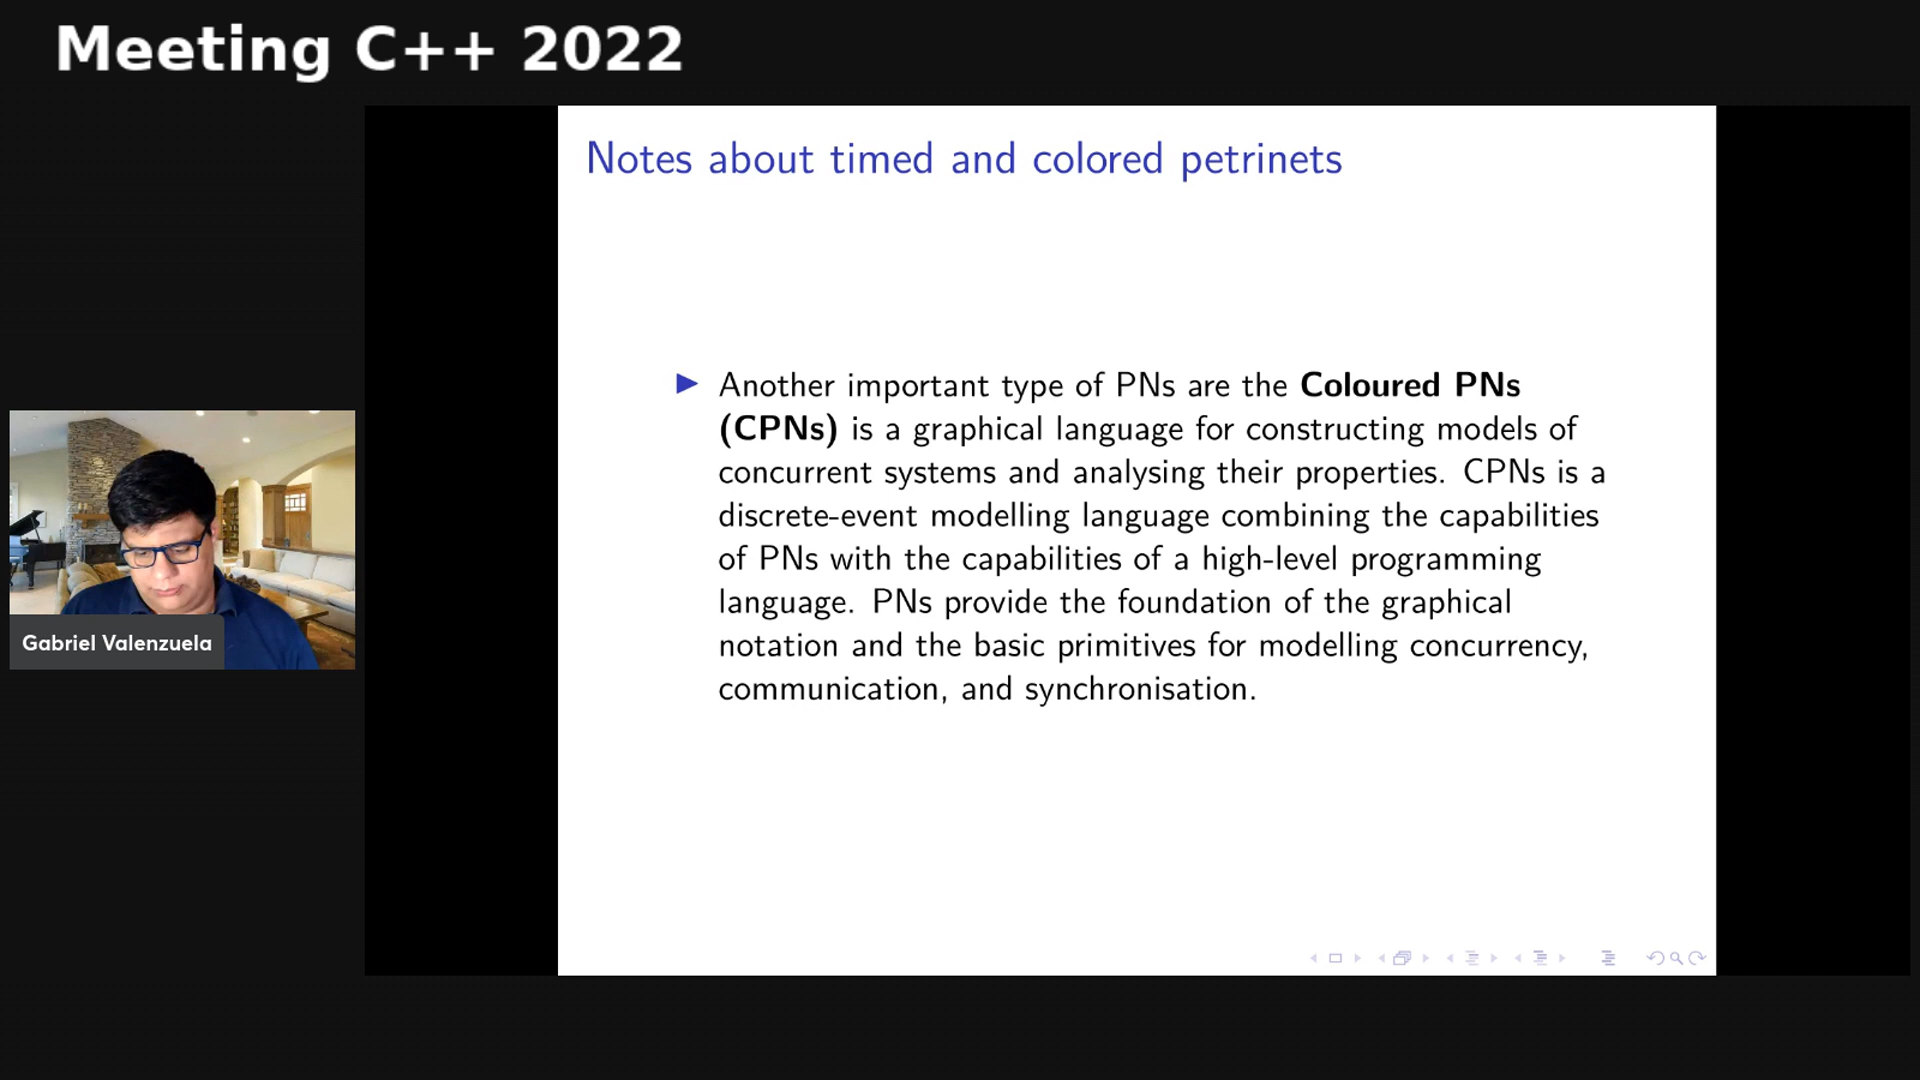 Meeting C++ 2022
Notes about timed and colored petrinets
Another important type of PNs are the Coloured PNs
(CPNs) is a graphical language for constructing models of
concurrent systems and analysing their properties. CPNs is a
discrete-event modelling language combining the capabilities
of PNs with the capabilities of a high-level programming
language. PNs provide the foundation of the graphical
notation and the basic primitives for modelling concurrency,
communication, and synchronisation.
Gabriel Valenzuela